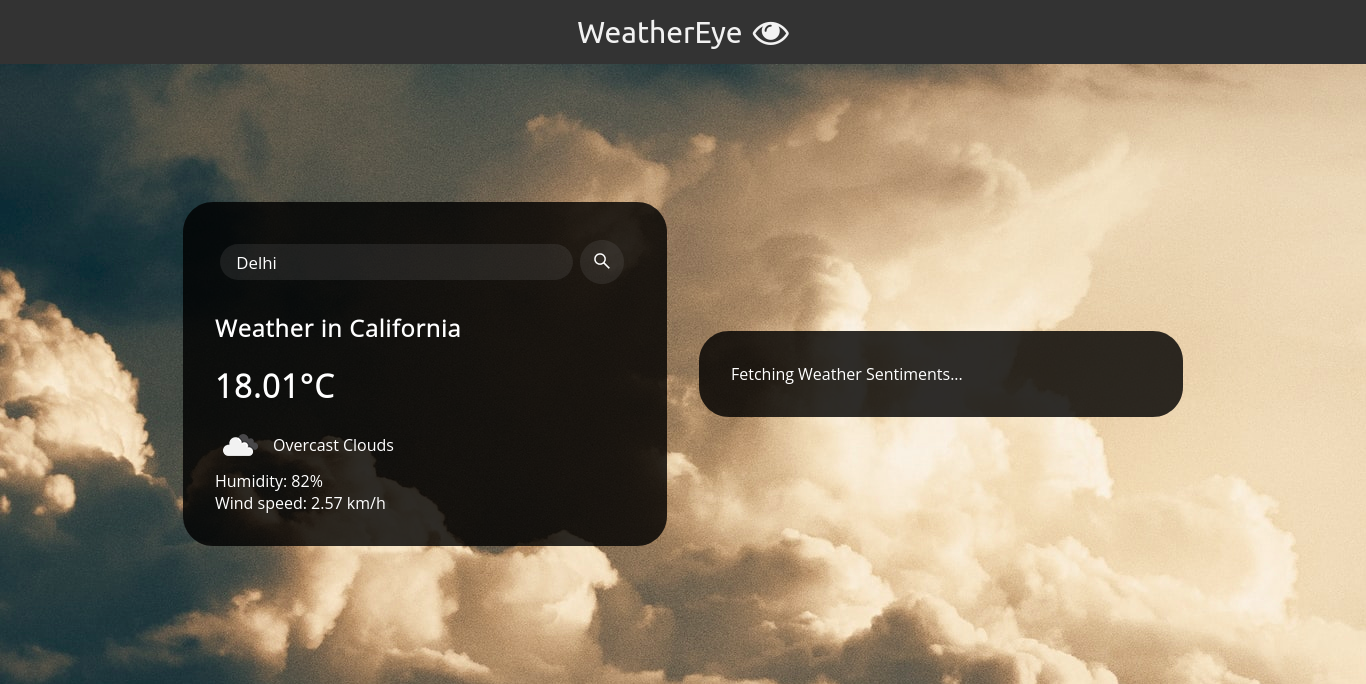 WeatherEye
Delhi
Weather in California
18.01°C
Overcast Clouds
Humidity: 82%
Wind speed: 2.57 km/h
Fetching Weather Sentiments...